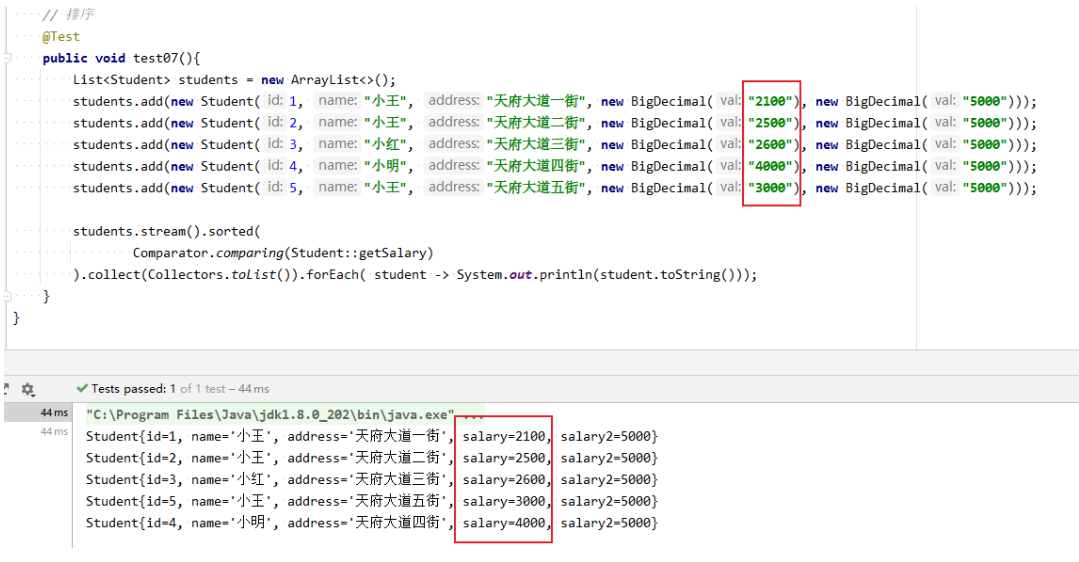 // 排序
@Test
public void test07(){
List<Student> students = new ArrayList<>();
students.add(new Student( id: 1, name: "小王", address: "天府大道一街", new BigDecimal( val: "2100"), new BigDecimal( val: "5000")));
students.add(new Student( id: 2, name: "小王", address: "天府大道二街", new BigDecimal( val: "2500"), new BigDecimal( val: "5000")));
students.add(new Student( id: 3, name: "小红", address: "天府大道三街", new BigDecimal( val: "2600"), new BigDecimal( val: "5000")));
students.add(new Student( id: 4, name: "小明", address: "天府大道四街", new BigDecimal( val: "4000"), new BigDecimal( val: "5000")));
students.add(new Student( id: 5, name: "小王", address: "天府大道五街", new BigDecimal( val: "3000"), new BigDecimal( val: "5000")));
students.stream().sorted(
Comparator.comparing(Student::getSalary)
).collect(Collectors.toList()).forEach( student -> System.out.println(student.toString()));
}
}
Tests passed: 1 of 1 test – 44 ms
44 ms "C:\Program Files\Java\jdk1.8.0_202\bin\java.exe" ...
44 ms Student{id=1, name='小王', address='天府大道一街', salary=2100, salary2=5000}
Student{id=2, name='小王', address='天府大道二街', salary=2500, salary2=5000}
Student{id=3, name='小红', address='天府大道三街', salary=2600, salary2=5000}
Student{id=5, name='小王', address='天府大道五街', salary=3000, salary2=5000}
Student{id=4, name='小明', address='天府大道四街', salary=4000, salary2=5000}